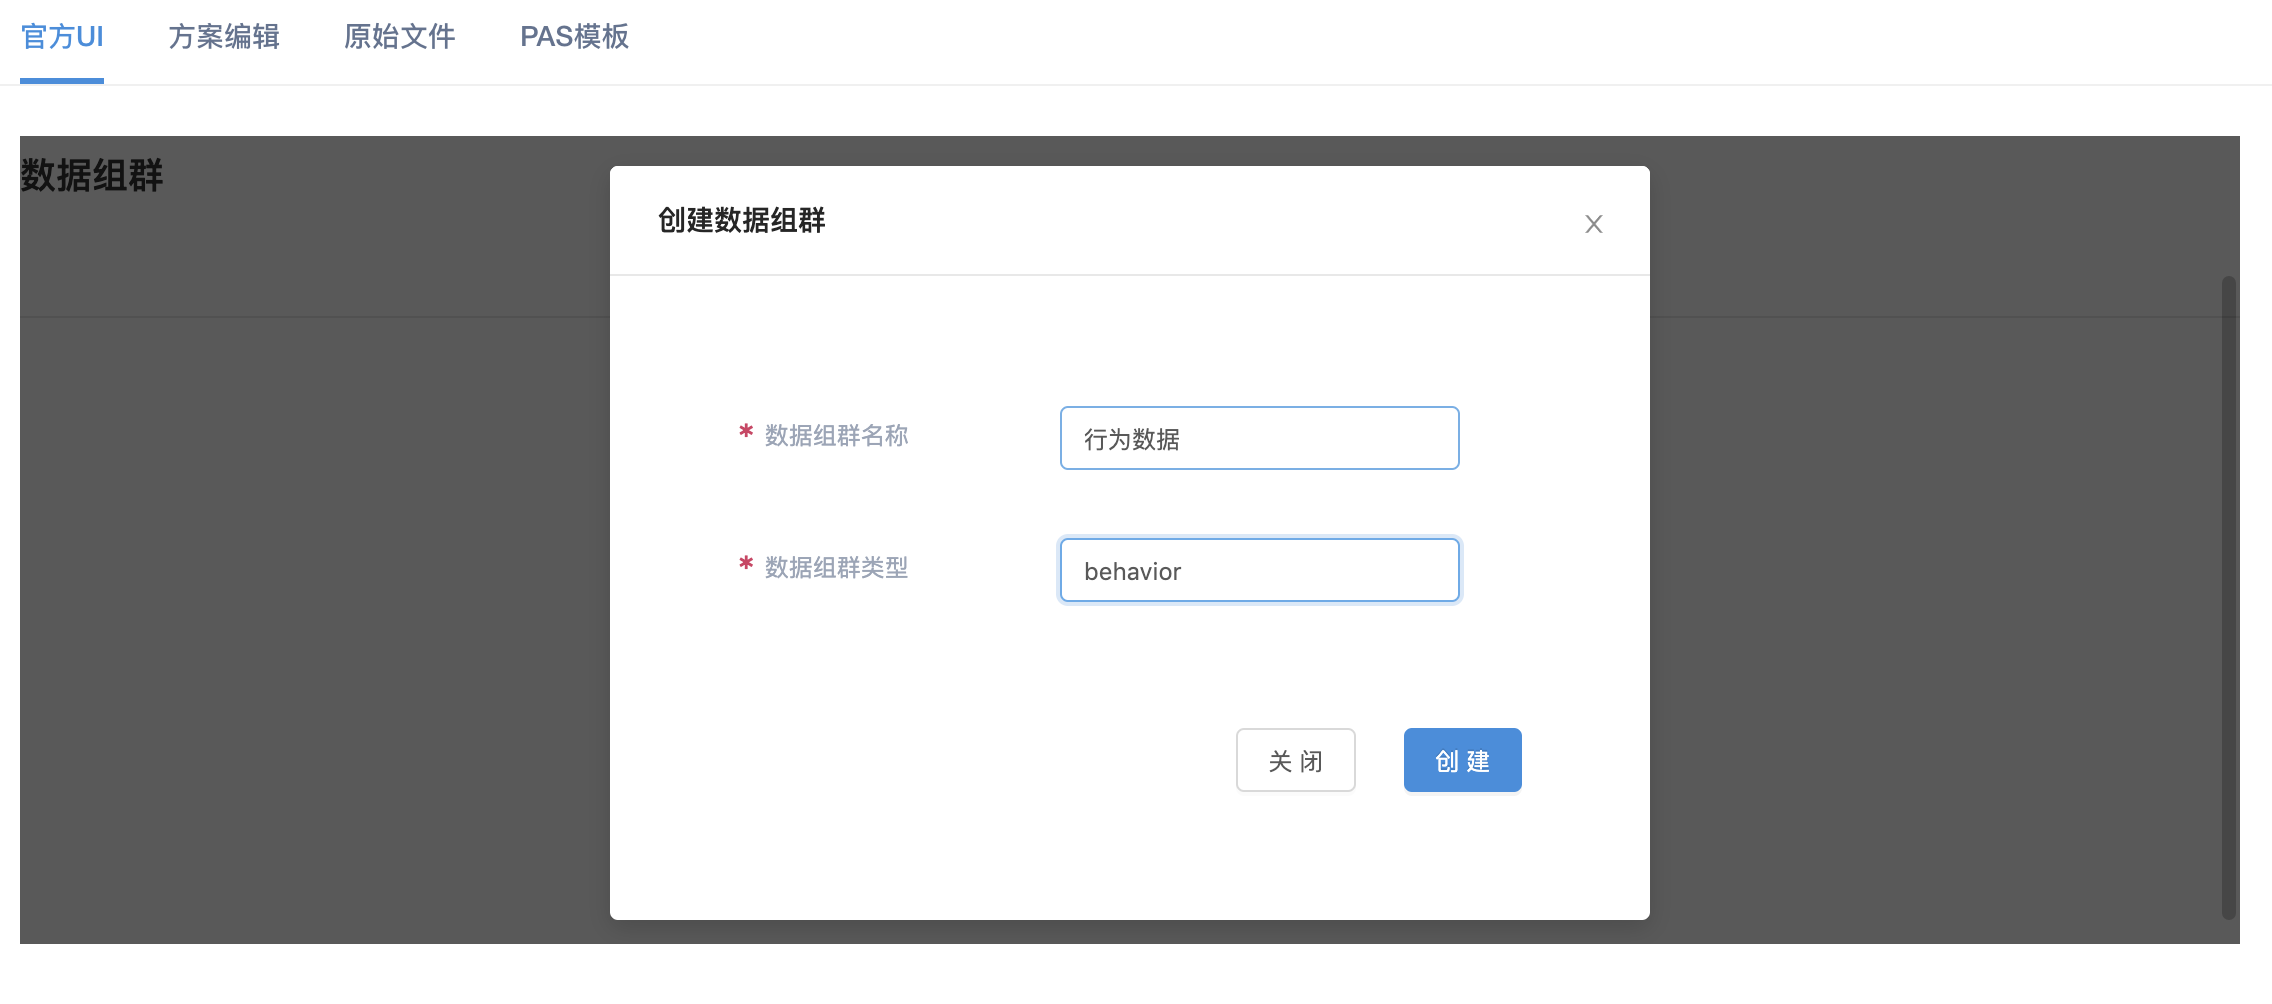 官方UI 方案编辑 原始文件 PAS模板
数据组群
创建数据组群
* 数据组群名称 行为数据
* 数据组群类型 behavior
关 闭 创 建